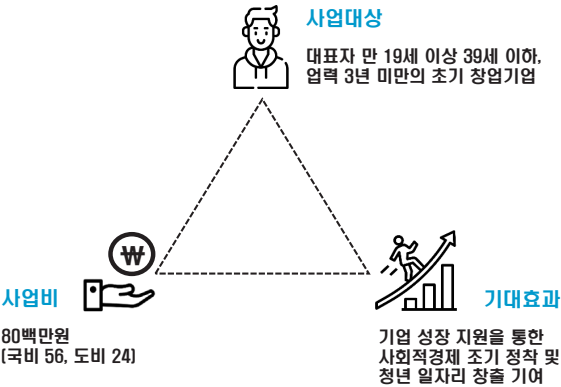 사업대상
대표자 만 19세 이상 39세 이하,
업력 3년 미만의 초기 창업기업
₩
사업비
80백만원
(국비 56, 도비 24)
기대효과
기업 성장 지원을 통한
사회적경제 조기 정착 및
청년 일자리 창출 기여